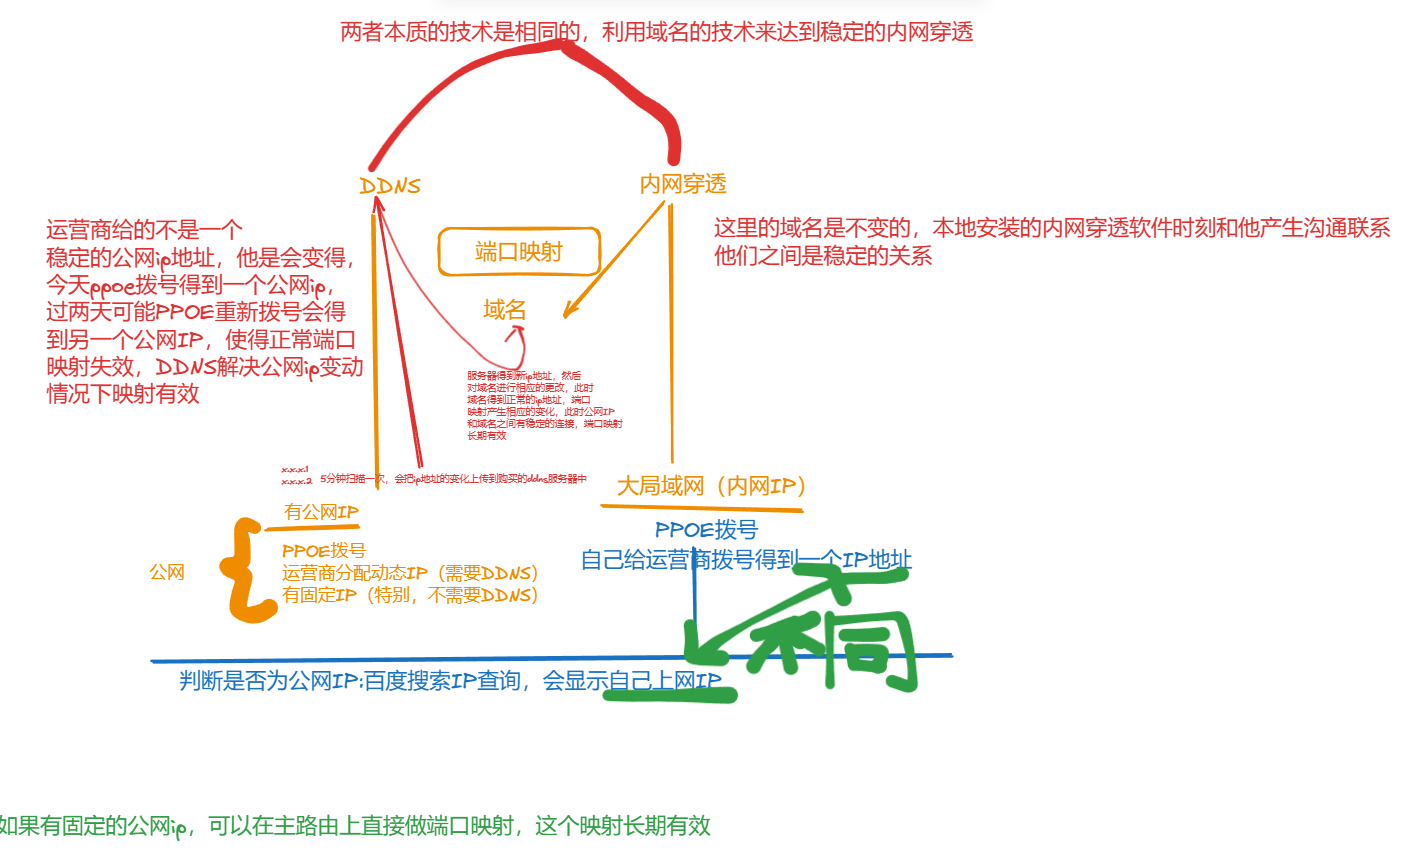 两者本质的技术是相同的，利用域名的技术来达到稳定的内网穿透
DDNS
内网穿透
运营商给的不是一个
稳定的公网ip地址，他是会变得，
今天ppoe拨号得到一个公网ip，
过两天可能PPOE重新拨号会得
到另一个公网IP，使得正常端口
映射失效，DDNS解决公网ip变动
情况下映射有效
端口映射
域名
这里的域名是不变的，本地安装的内网穿透软件时刻和他产生沟通联系
他们之间是稳定的关系
服务器得到新ip地址，然后
对域名进行相应的更改，此时
域名得到正常的ip地址，端口
映射产生相应的变化，此时公网IP
和域名之间有稳定的连接，端口映射
长期有效
x.x.x.1
x.x.x.2
5分钟扫描一次，会把ip地址的变化上传到购买的ddns服务器中
有公网IP
公网
PPOE拨号
运营商分配动态IP（需要DDNS）
有固定IP（特别，不需要DDNS）
大局域网（内网IP）
PPOE拨号
自己给运营商拨号得到一个IP地址
不同
判断是否为公网IP:百度搜索IP查询，会显示自己上网IP
如果有固定的公网ip，可以在主路由上直接做端口映射，这个映射长期有效